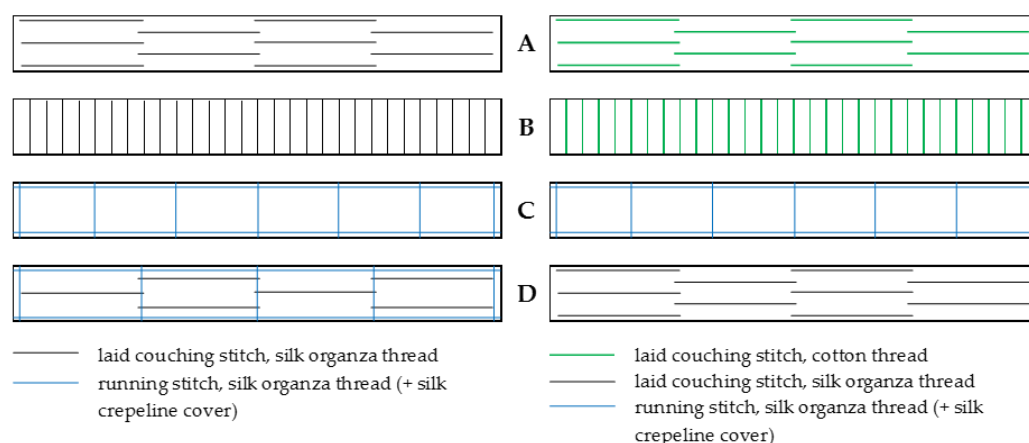 A
B
C
D
laid couching stitch, silk organza thread
running stitch, silk organza thread (+ silk
crepeline cover)
laid couching stitch, cotton thread
laid couching stitch, silk organza thread
running stitch, silk organza thread (+ silk
crepeline cover)